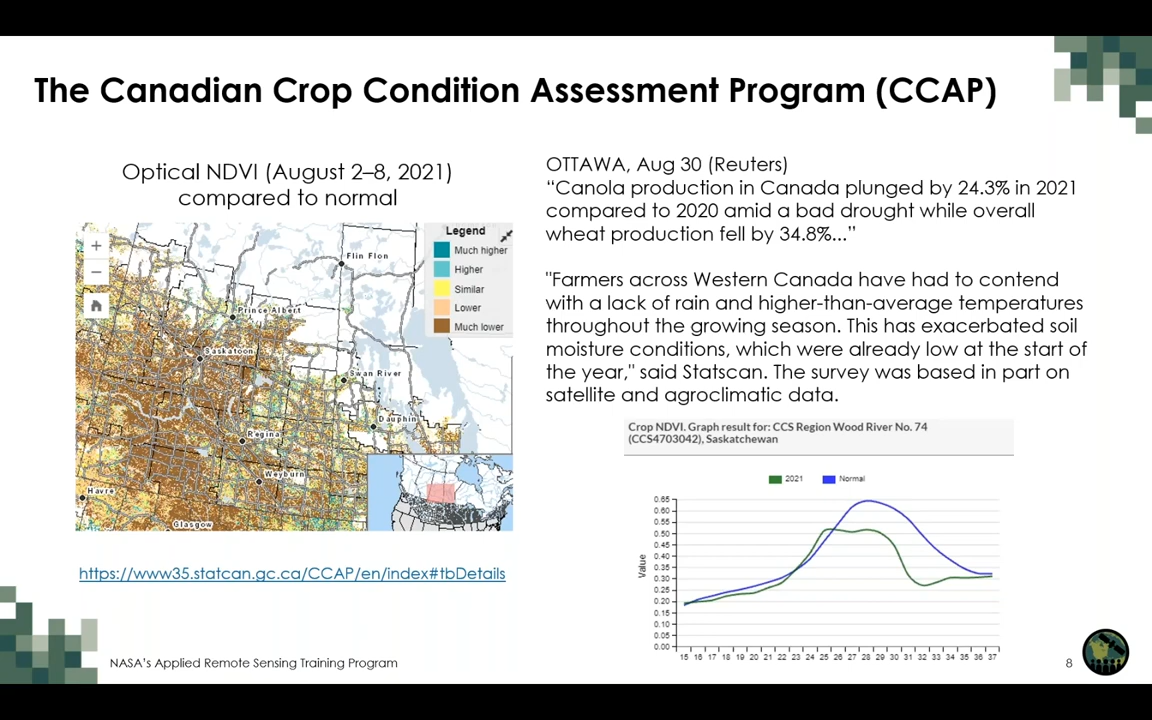 The Canadian Crop Condition Assessment Program (CCAP)
Optical NDVI (August 2–8, 2021)
compared to normal
Legend
Much higher
Higher
Similar
Lower
Much lower
Flin Flon
Prince Albert
Saskatoon
Swan River
Dauphin
Regina
Weyburn
Havre
Glasgow
https://www35.statcan.gc.ca/CCAP/en/index#tbDetails
OTTAWA, Aug 30 (Reuters)
“Canola production in Canada plunged by 24.3% in 2021
compared to 2020 amid a bad drought while overall
wheat production fell by 34.8%...”
"Farmers across Western Canada have had to contend
with a lack of rain and higher-than-average temperatures
throughout the growing season. This has exacerbated soil
moisture conditions, which were already low at the start of
the year," said Statscan. The survey was based in part on
satellite and agroclimatic data.
Crop NDVI. Graph result for: CCS Region Wood River No. 74
(CCS4703042), Saskatchewan
2021 Normal
Value
0.65
0.60
0.55
0.50
0.45
0.40
0.35
0.30
0.25
0.20
0.15
0.10
0.05
0.00
15 16 17 18 19 20 21 22 23 24 25 26 27 28 29 30 31 32 33 34 35 36 37
NASA's Applied Remote Sensing Training Program
8